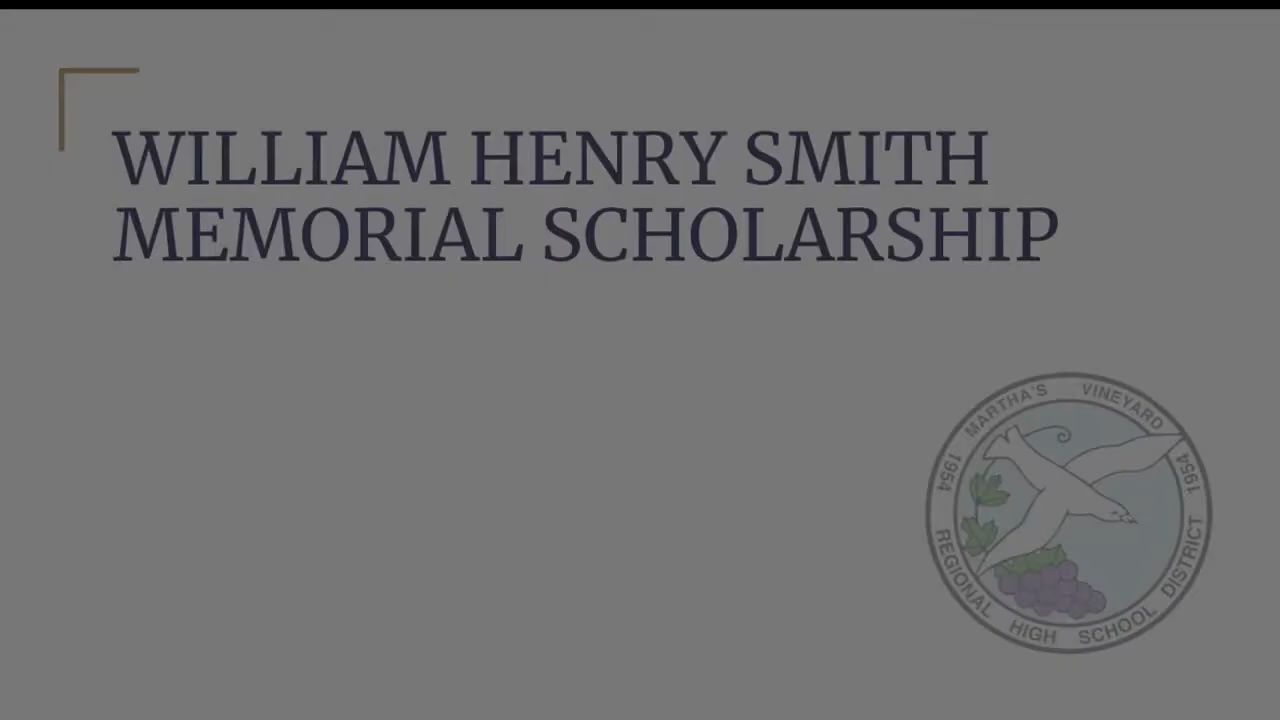 WILLIAM HENRY SMITH
MEMORIAL SCHOLARSHIP
MARTHA'S VINEYARD
1954 1954
REGIONAL HIGH SCHOOL DISTRICT